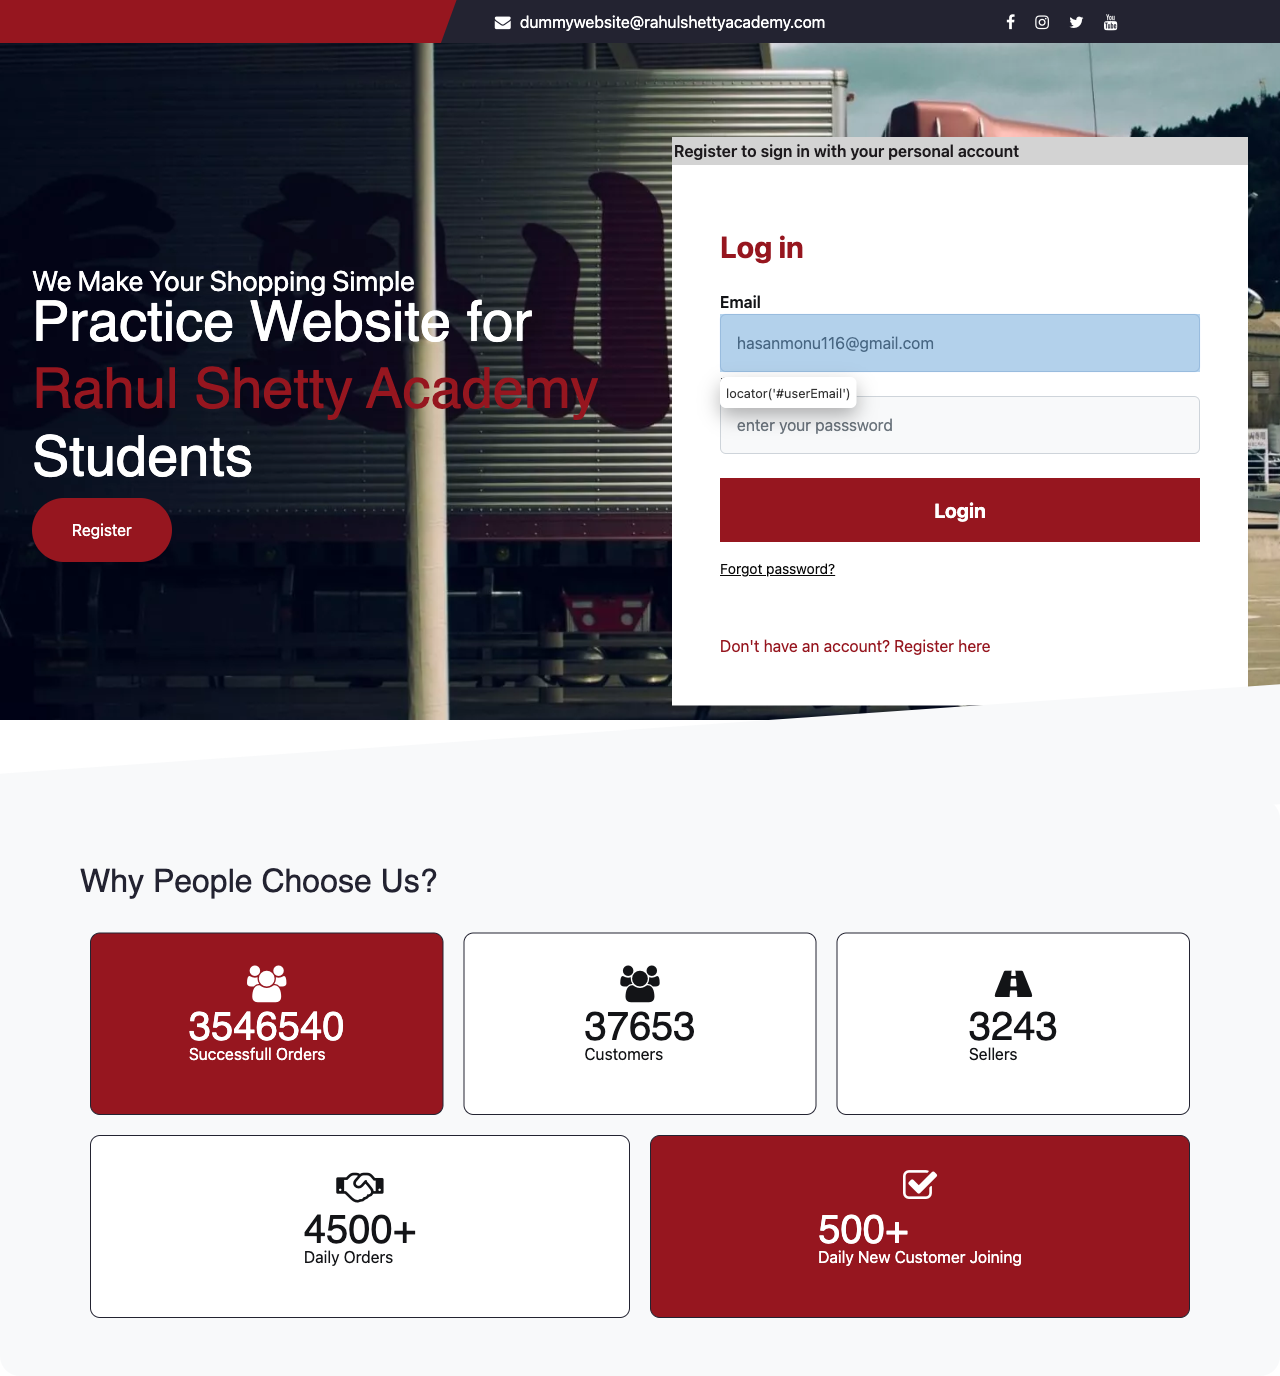 dummywebsite@rahulshettyacademy.com
Register to sign in with your personal account
We Make Your Shopping Simple
Practice Website for
Rahul Shetty Academy
Students
Register
Log in
Email
hasanmonu116@gmail.com
locator('#userEmail')
enter your passsword
Login
Forgot password?
Don't have an account? Register here
Why People Choose Us?
3546540
Successfull Orders
37653
Customers
3243
Sellers
4500+
Daily Orders
500+
Daily New Customer Joining